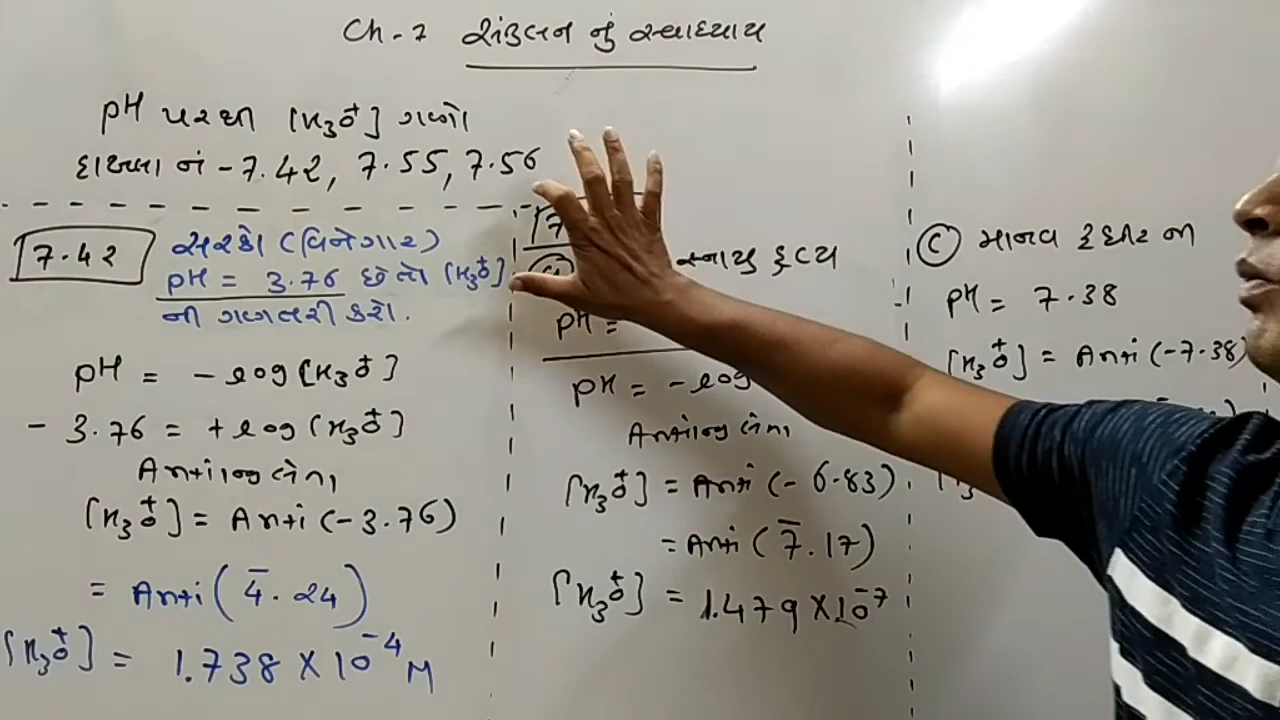 Ch-7 સંતુલન નું સ્વાધ્યાય
pH પરથી [H₃O⁺] ગણો
દાખલા નં - 7.42, 7.55, 7.56
7.42 સરકો (વિનેગાર)
pH = 3.76 છે તો [H₃O⁺]
ની ગણતરી કરો.
pH = - log[H₃O⁺]
- 3.76 = + log[H₃O⁺]
Antilog લેતા
[H₃O⁺] = Anti (-3.76)
= Anti (4̄.24)
[H₃O⁺] = 1.738 × 10⁻⁴ M
7
સ્નાયુ દ્રવ્ય
pH =
pH = - log
Antilog લેતા
[H₃O⁺] = Anti (-6.83)
= Anti (7̄.17)
[H₃O⁺] = 1.479 × 10⁻⁷
(C) માનવ રુધીર ના
pH = 7.38
[H₃O⁺] = Anti (-7.38)